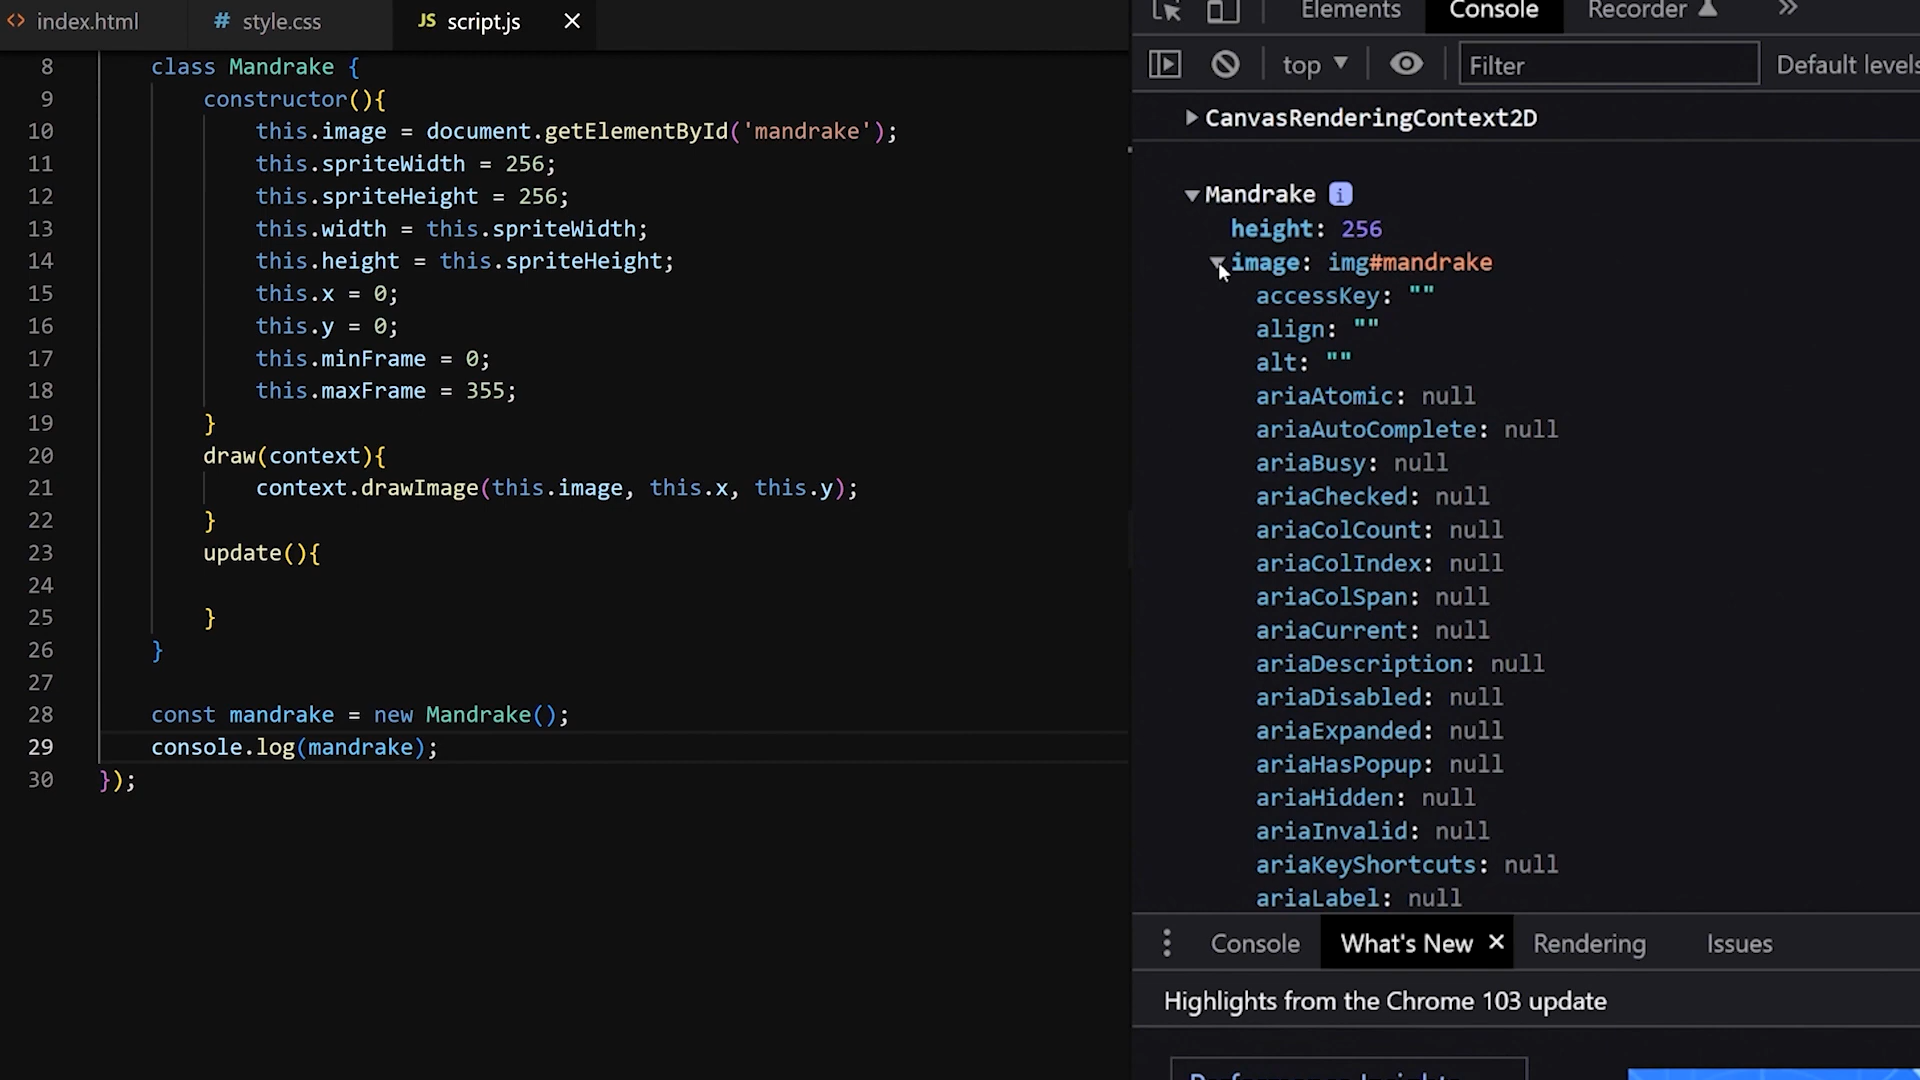 <> index.html
# style.css
JS script.js ×
8 class Mandrake {
9 constructor(){
10 this.image = document.getElementById('mandrake');
11 this.spriteWidth = 256;
12 this.spriteHeight = 256;
13 this.width = this.spriteWidth;
14 this.height = this.spriteHeight;
15 this.x = 0;
16 this.y = 0;
17 this.minFrame = 0;
18 this.maxFrame = 355;
19 }
20 draw(context){
21 context.drawImage(this.image, this.x, this.y);
22 }
23 update(){
24
25 }
26 }
27
28 const mandrake = new Mandrake();
29 console.log(mandrake);
30 });
Elements Console Recorder »
top ▼ Filter Default levels
▶ CanvasRenderingContext2D
▼ Mandrake i
height: 256
▼ image: img#mandrake
accessKey: ""
align: ""
alt: ""
ariaAtomic: null
ariaAutoComplete: null
ariaBusy: null
ariaChecked: null
ariaColCount: null
ariaColIndex: null
ariaColSpan: null
ariaCurrent: null
ariaDescription: null
ariaDisabled: null
ariaExpanded: null
ariaHasPopup: null
ariaHidden: null
ariaInvalid: null
ariaKeyShortcuts: null
ariaLabel: null
Console What's New × Rendering Issues
Highlights from the Chrome 103 update